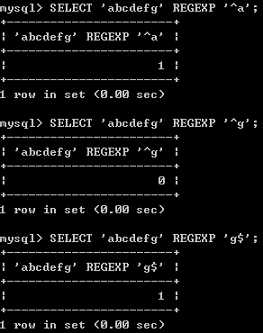 mysql> SELECT 'abcdefg' REGEXP '^a';
+----------------------+
| 'abcdefg' REGEXP '^a' |
+----------------------+
| 1 |
+----------------------+
1 row in set (0.00 sec)
mysql> SELECT 'abcdefg' REGEXP '^g';
+----------------------+
| 'abcdefg' REGEXP '^g' |
+----------------------+
| 0 |
+----------------------+
1 row in set (0.00 sec)
mysql> SELECT 'abcdefg' REGEXP 'g$';
+----------------------+
| 'abcdefg' REGEXP 'g$' |
+----------------------+
| 1 |
+----------------------+
1 row in set (0.00 sec)